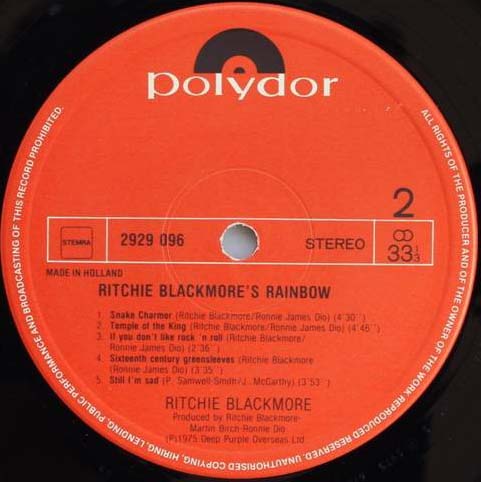 polydor
2
STEMRA
2929 096
STEREO
33 1/3
MADE IN HOLLAND
RITCHIE BLACKMORE'S RAINBOW
1 Snake Charmor (Ritchie Blackmore/Ronnie James Dio) (4'30'')
2 Temple of the King (Ritchie Blackmore/Ronnie James Dio) (4'45'')
3 If you don't like rock 'n roll (Ritchie Blackmore/
Ronnie James Dio) (2'36'')
4 Sixteenth century greensleeves (Ritchie Blackmore/
Ronnie James Dio) (3'35'')
5 Still I'm sad (P. Samwell-Smith/J. McCarthy) (3'53'')
RITCHIE BLACKMORE
Produced by Ritchie Blackmore-
Martin Birch-Ronnie Dio
(P)1975 Deep Purple Overseas Ltd
ALL RIGHTS OF THE PRODUCER AND OF THE OWNER OF THE WORK REPRODUCED RESERVED. UNAUTHORISED COPYING, HIRING, LENDING, PUBLIC PERFORMANCE AND BROADCASTING OF THIS RECORD PROHIBITED.